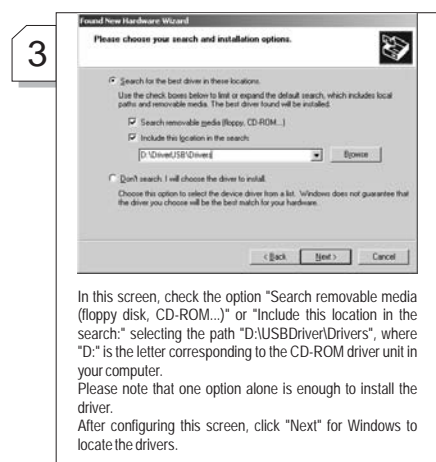 Found New Hardware Wizard
Please choose your search and installation options.
3
Search for the best driver in these locations.
Use the check boxes below to limit or expand the default search, which includes local
paths and removable media. The best driver found will be installed.
Search removable media (floppy, CD-ROM...)
Include this location in the search:
D:\DriverUSB\Drivers
Browse
Don't search. I will choose the driver to install.
Choose this option to select the device driver from a list. Windows does not guarantee that
the driver you choose will be the best match for your hardware.
< Back
Next >
Cancel
In this screen, check the option "Search removable media
(floppy disk, CD-ROM...)" or "Include this location in the
search:" selecting the path "D:\USBDriver\Drivers", where
"D:" is the letter corresponding to the CD-ROM driver unit in
your computer.
Please note that one option alone is enough to install the
driver.
After configuring this screen, click "Next" for Windows to
locate the drivers.